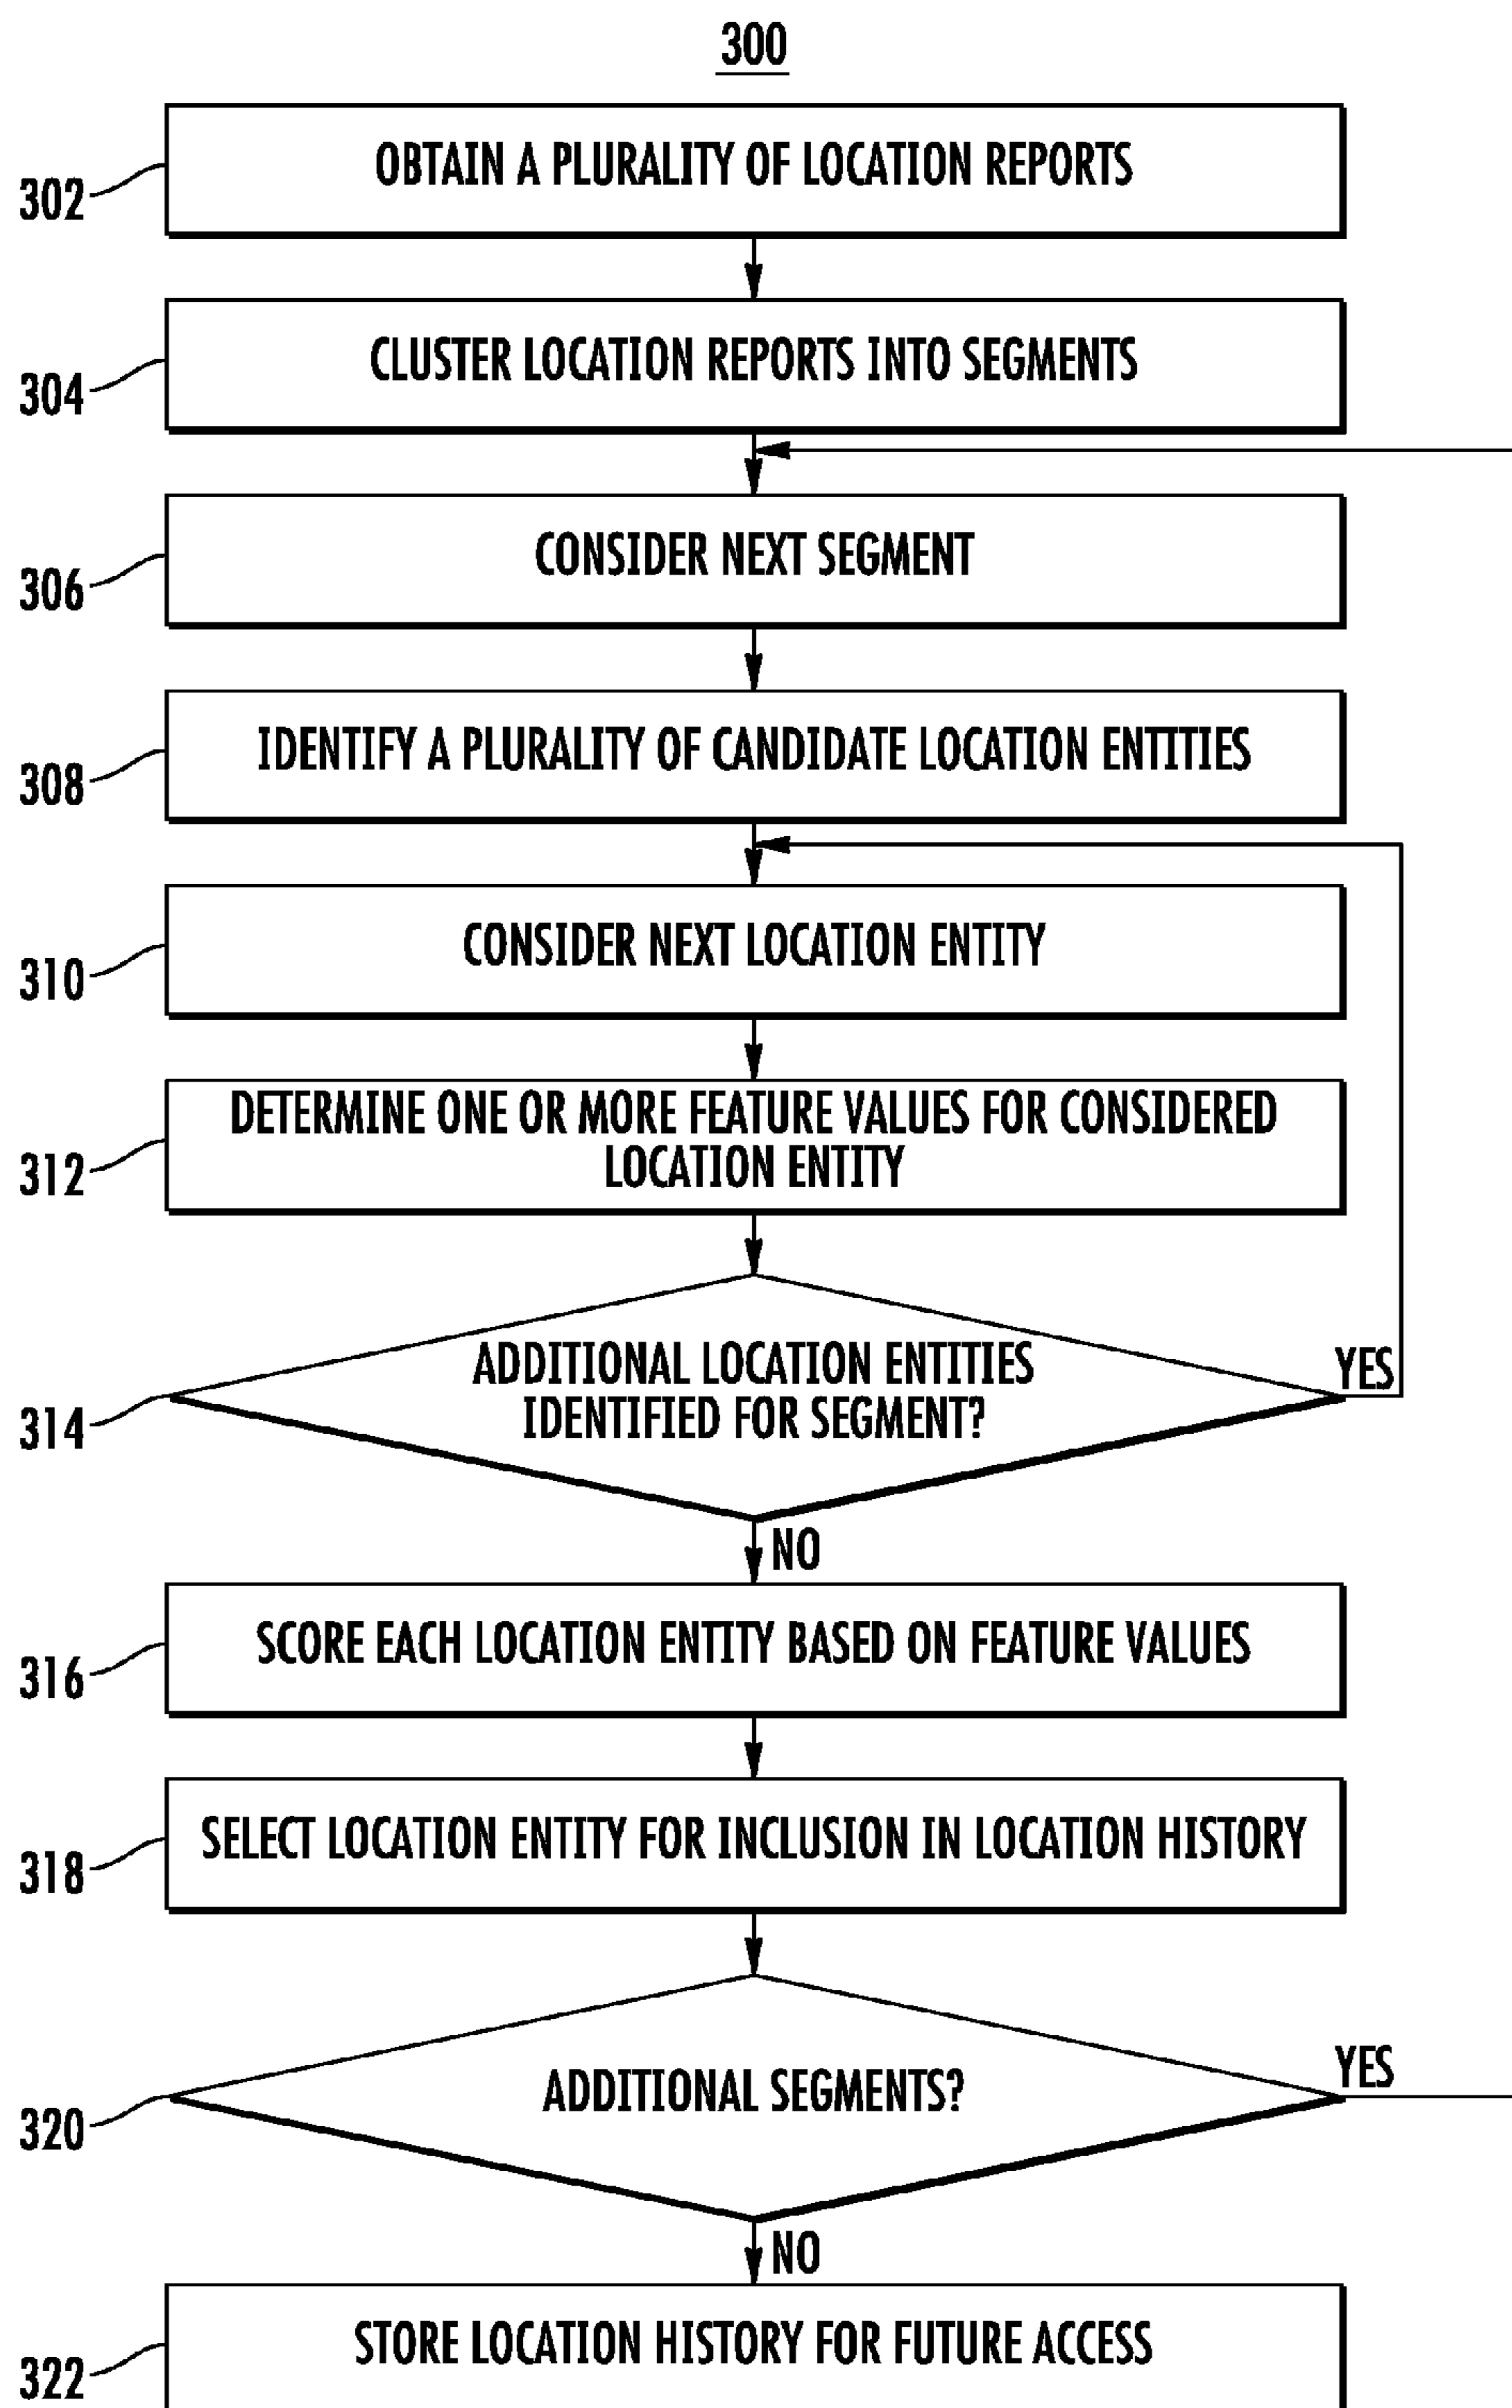 300
302
OBTAIN A PLURALITY OF LOCATION REPORTS
304
CLUSTER LOCATION REPORTS INTO SEGMENTS
306
CONSIDER NEXT SEGMENT
308
IDENTIFY A PLURALITY OF CANDIDATE LOCATION ENTITIES
310
CONSIDER NEXT LOCATION ENTITY
312
DETERMINE ONE OR MORE FEATURE VALUES FOR CONSIDERED
LOCATION ENTITY
314
ADDITIONAL LOCATION ENTITIES
IDENTIFIED FOR SEGMENT?
YES
NO
316
SCORE EACH LOCATION ENTITY BASED ON FEATURE VALUES
318
SELECT LOCATION ENTITY FOR INCLUSION IN LOCATION HISTORY
320
ADDITIONAL SEGMENTS?
YES
NO
322
STORE LOCATION HISTORY FOR FUTURE ACCESS